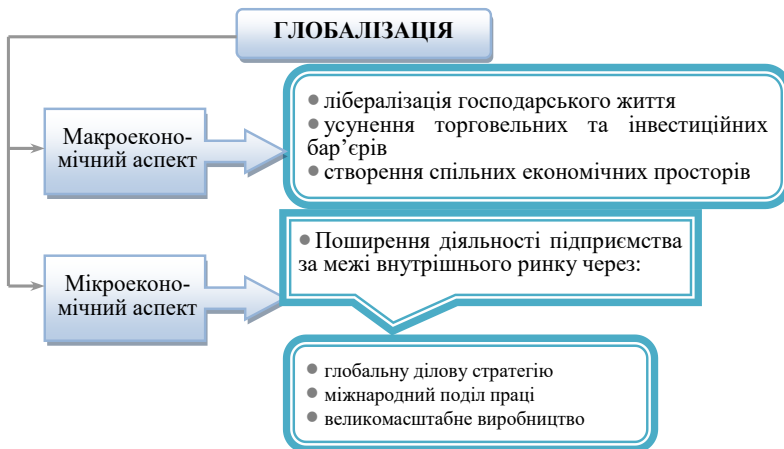 ГЛОБАЛІЗАЦІЯ
Макроеконо-
мічний аспект
● лібералізація господарського життя
● усунення торговельних та інвестиційних
бар’єрів
● створення спільних економічних просторів
Мікроеконо-
мічний аспект
● Поширення діяльності підприємства
за межі внутрішнього ринку через:
● глобальну ділову стратегію
● міжнародний поділ праці
● великомасштабне виробництво